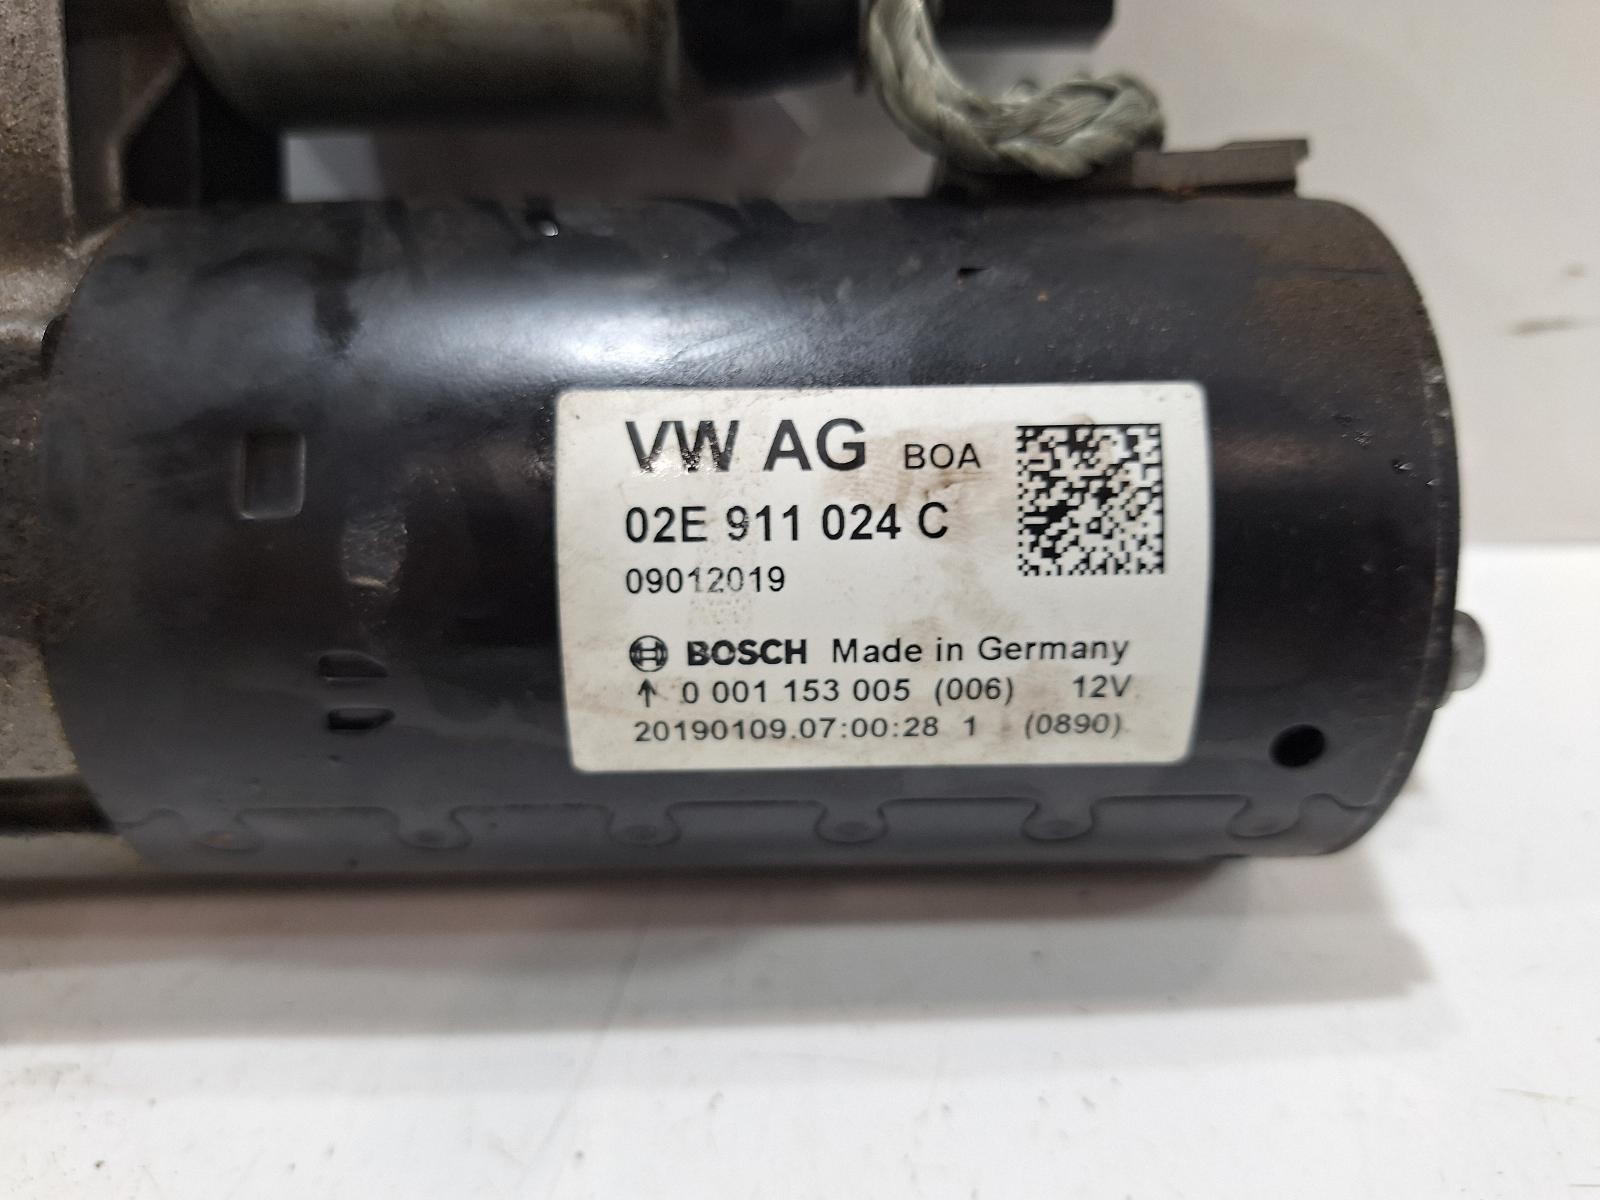 VW AG BOA
02E 911 024 C
09012019
BOSCH Made in Germany
↑ 0 001 153 005 (006) 12V
20190109.07:00:28 1 (0890)